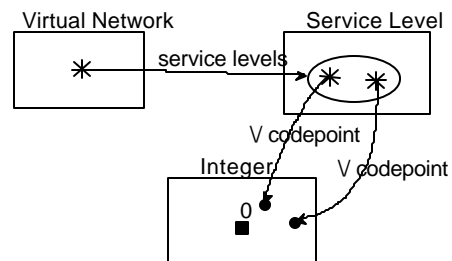 Virtual Network
Service Level
service levels
\/ codepoint
\/ codepoint
Integer
0